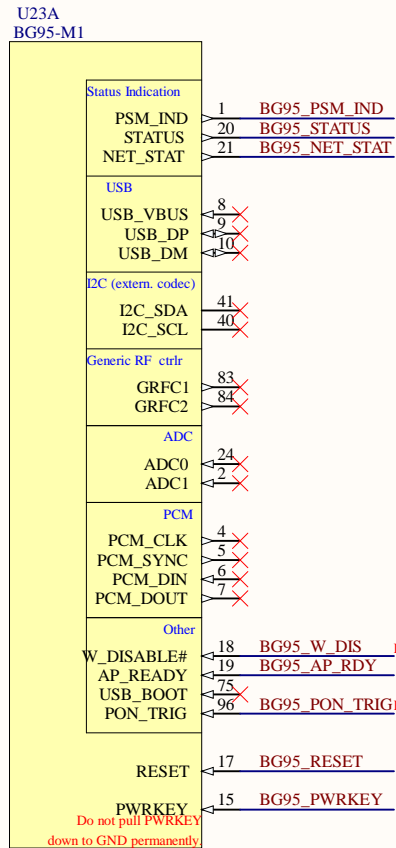 U23A
BG95-M1
Status Indication
PSM_IND 1 BG95_PSM_IND
STATUS 20 BG95_STATUS
NET_STAT 21 BG95_NET_STAT
USB
USB_VBUS 8
USB_DP 9
USB_DM 10
I2C (extern. codec)
I2C_SDA 41
I2C_SCL 40
Generic RF ctrlr
GRFC1 83
GRFC2 84
ADC
ADC0 24
ADC1 2
PCM
PCM_CLK 4
PCM_SYNC 5
PCM_DIN 6
PCM_DOUT 7
Other
W_DISABLE# 18 BG95_W_DIS
AP_READY 19 BG95_AP_RDY
USB_BOOT 75
PON_TRIG 96 BG95_PON_TRIG
RESET 17 BG95_RESET
PWRKEY 15 BG95_PWRKEY
Do not pull PWRKEY
down to GND permanently.